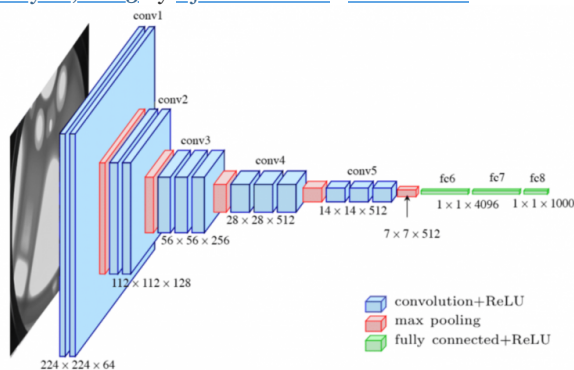 conv1
conv2
conv3
conv4
conv5
fc6
fc7
fc8
1 × 1 × 4096
1 × 1 × 1000
14 × 14 × 512
28 × 28 × 512
7 × 7 × 512
56 × 56 × 256
112 × 112 × 128
224 × 224 × 64
convolution+ReLU
max pooling
fully connected+ReLU